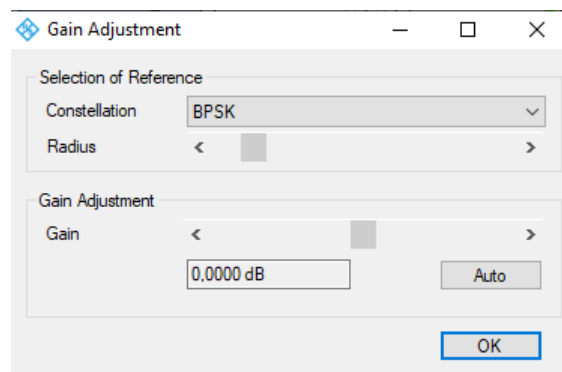 Gain Adjustment
Selection of Reference
Constellation BPSK
Radius
Gain Adjustment
Gain
0,0000 dB Auto
OK